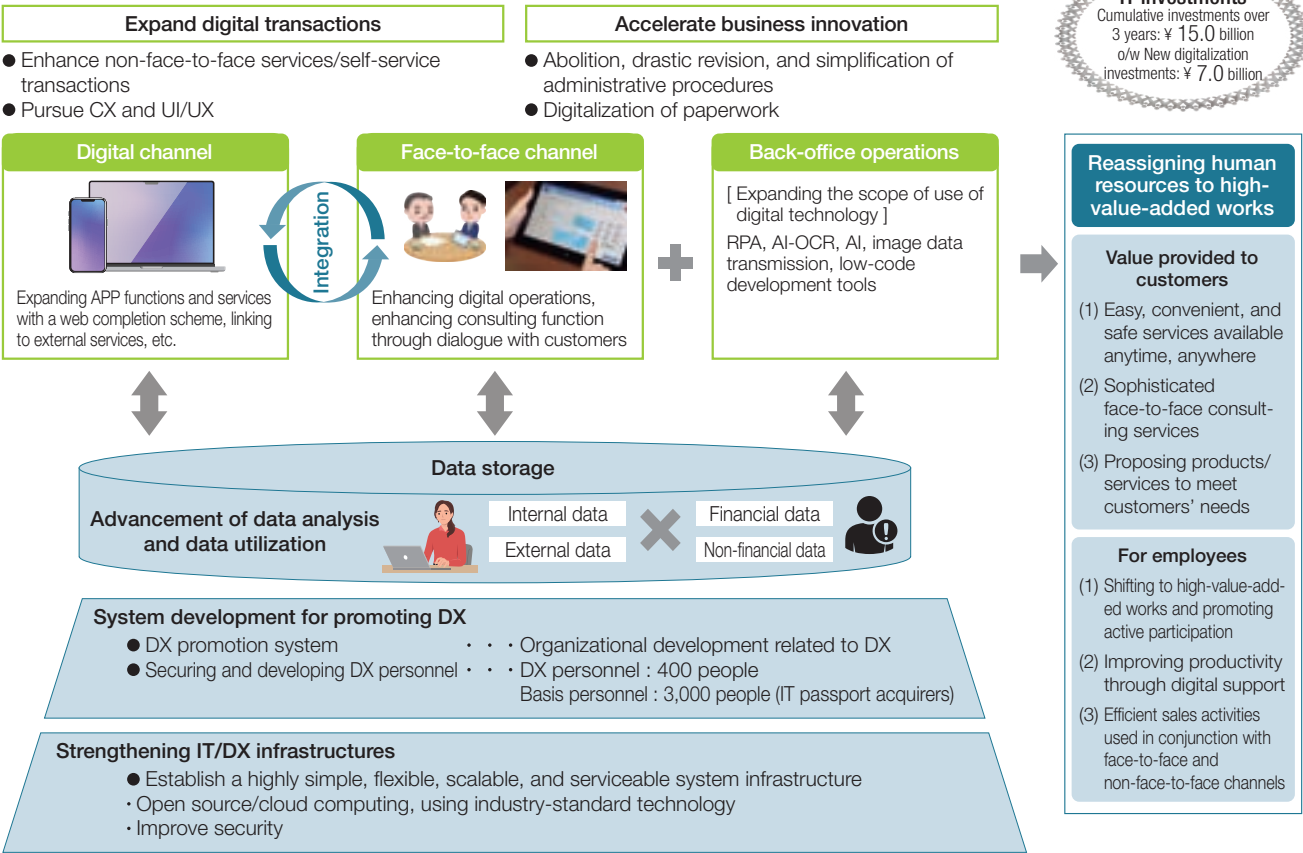 Expand digital transactions
● Enhance non-face-to-face services/self-service
transactions
● Pursue CX and UI/UX
Accelerate business innovation
● Abolition, drastic revision, and simplification of
administrative procedures
● Digitalization of paperwork
IT investments
Cumulative investments over
3 years: ¥ 15.0 billion
o/w New digitalization
investments: ¥ 7.0 billion
Digital channel
Expanding APP functions and services
with a web completion scheme, linking
to external services, etc.
Integration
Face-to-face channel
Enhancing digital operations,
enhancing consulting function
through dialogue with customers
Back-office operations
[ Expanding the scope of use of
digital technology ]
RPA, AI-OCR, AI, image data
transmission, low-code
development tools
Reassigning human
resources to high-
value-added works
Value provided to
customers
(1) Easy, convenient, and
safe services available
anytime, anywhere
(2) Sophisticated
face-to-face consult-
ing services
(3) Proposing products/
services to meet
customers’ needs
For employees
(1) Shifting to high-value-add-
ed works and promoting
active participation
(2) Improving productivity
through digital support
(3) Efficient sales activities
used in conjunction with
face-to-face and
non-face-to-face channels
Data storage
Advancement of data analysis
and data utilization
Internal data
External data
Financial data
Non-financial data
System development for promoting DX
● DX promotion system ・・・Organizational development related to DX
● Securing and developing DX personnel ・・・DX personnel : 400 people
Basis personnel : 3,000 people (IT passport acquirers)
Strengthening IT/DX infrastructures
● Establish a highly simple, flexible, scalable, and serviceable system infrastructure
・Open source/cloud computing, using industry-standard technology
・Improve security